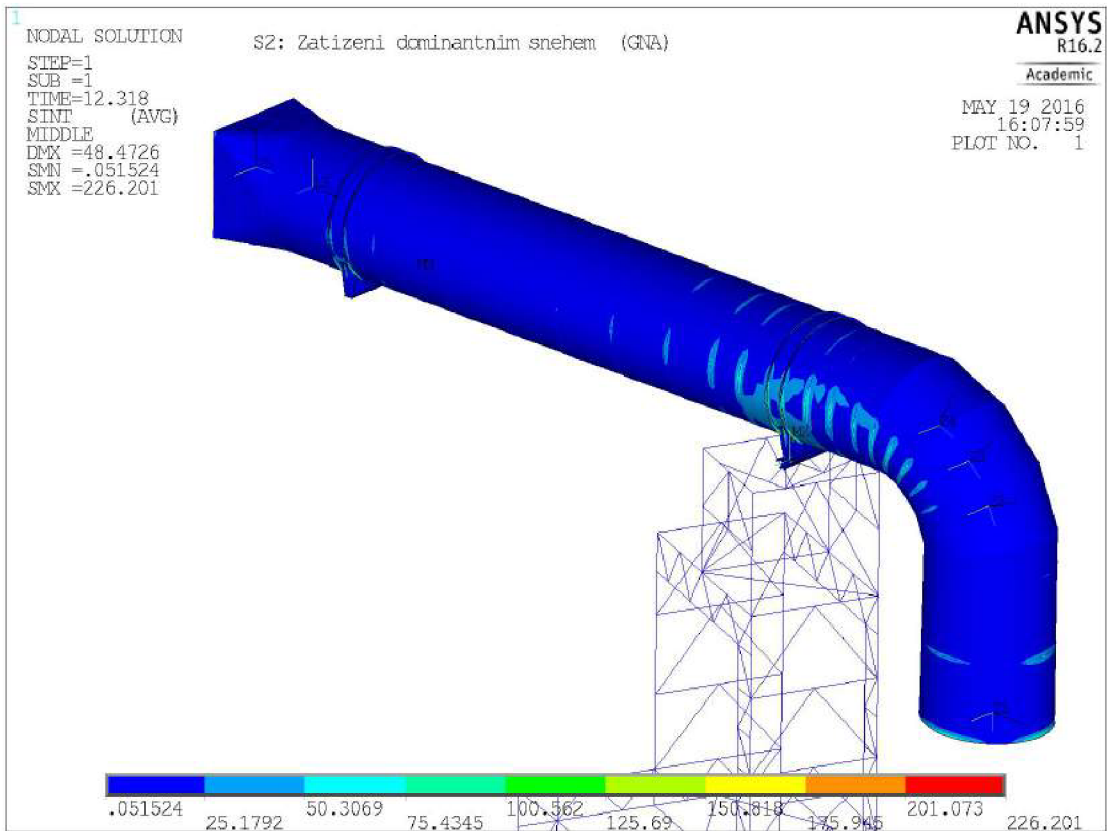 1
NODAL SOLUTION
STEP=1
SUB =1
TIME=12.318
SINT (AVG)
MIDDLE
DMX =48.4726
SMN =.051524
SMX =226.201
S2: Zatizeni dominantnim snehem (GNA)
ANSYS
R16.2
Academic
MAY 19 2016
16:07:59
PLOT NO. 1
.051524 50.3069 100.562 150.818 201.073
25.1792 75.4345 125.69 175.945 226.201